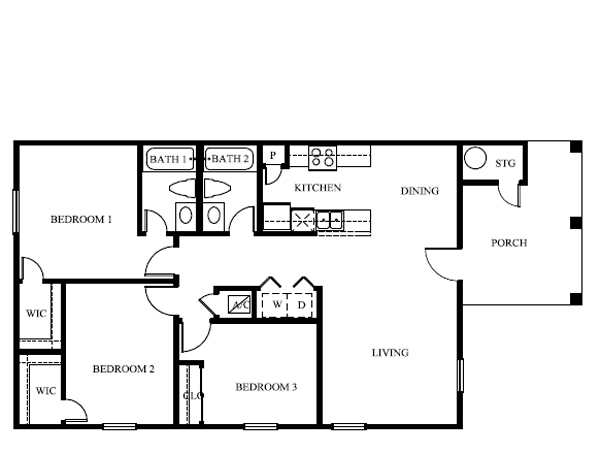 BATH 1
BATH 2
P
STG
KITCHEN
DINING
BEDROOM 1
PORCH
WIC
A/C
W
D
LIVING
BEDROOM 2
WIC
CLO
BEDROOM 3